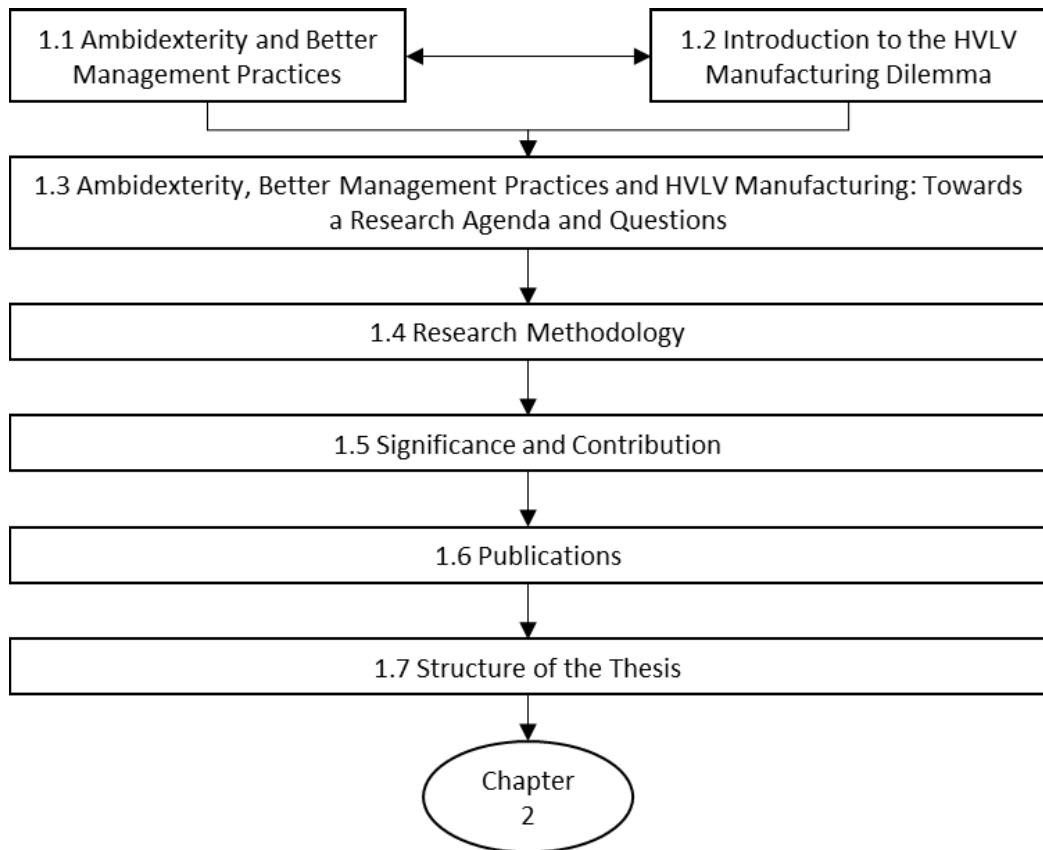 1.1 Ambidexterity and Better
Management Practices
1.2 Introduction to the HVLV
Manufacturing Dilemma
1.3 Ambidexterity, Better Management Practices and HVLV Manufacturing: Towards
a Research Agenda and Questions
1.4 Research Methodology
1.5 Significance and Contribution
1.6 Publications
1.7 Structure of the Thesis
Chapter
2